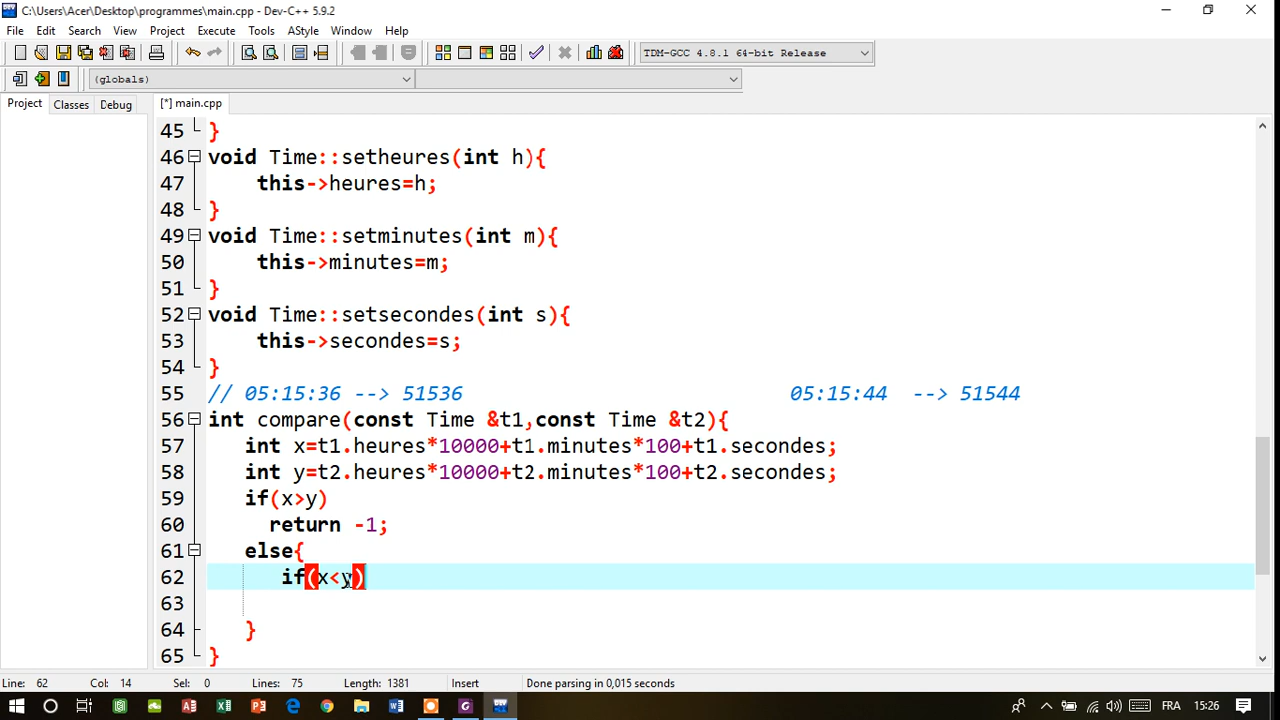 C:\Users\Acer\Desktop\programmes\main.cpp - Dev-C++ 5.9.2
File Edit Search View Project Execute Tools AStyle Window Help
TDM-GCC 4.8.1 64-bit Release
(globals)
Project Classes Debug [*] main.cpp
45 }
46 void Time::setheures(int h){
47 this->heures=h;
48 }
49 void Time::setminutes(int m){
50 this->minutes=m;
51 }
52 void Time::setsecondes(int s){
53 this->secondes=s;
54 }
55 // 05:15:36 --> 51536 05:15:44 --> 51544
56 int compare(const Time &t1,const Time &t2){
57 int x=t1.heures*10000+t1.minutes*100+t1.secondes;
58 int y=t2.heures*10000+t2.minutes*100+t2.secondes;
59 if(x>y)
60 return -1;
61 else{
62 if(x<y)
63
64 }
65 }
Line: 62 Col: 14 Sel: 0 Lines: 75 Length: 1381 Insert Done parsing in 0,015 seconds
FRA 15:26